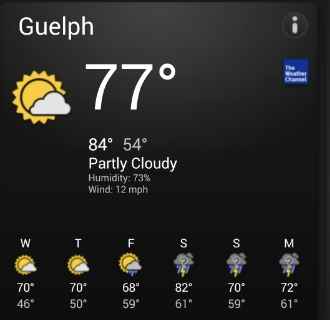 Guelph
i
77°
The
Weather
Channel
84° 54°
Partly Cloudy
Humidity: 73%
Wind: 12 mph
W T F S S M
70° 70° 68° 82° 70° 72°
46° 50° 59° 61° 59° 61°